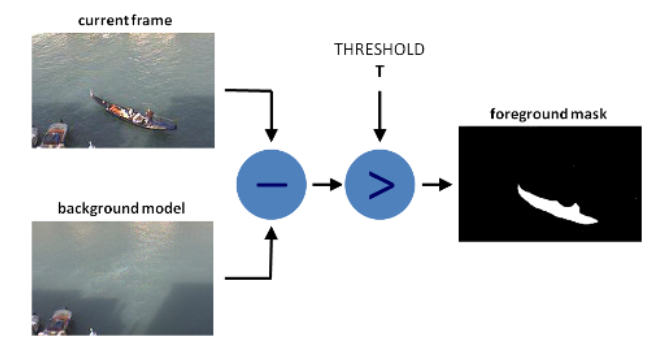 current frame
THRESHOLD
T
foreground mask
background model
−
>